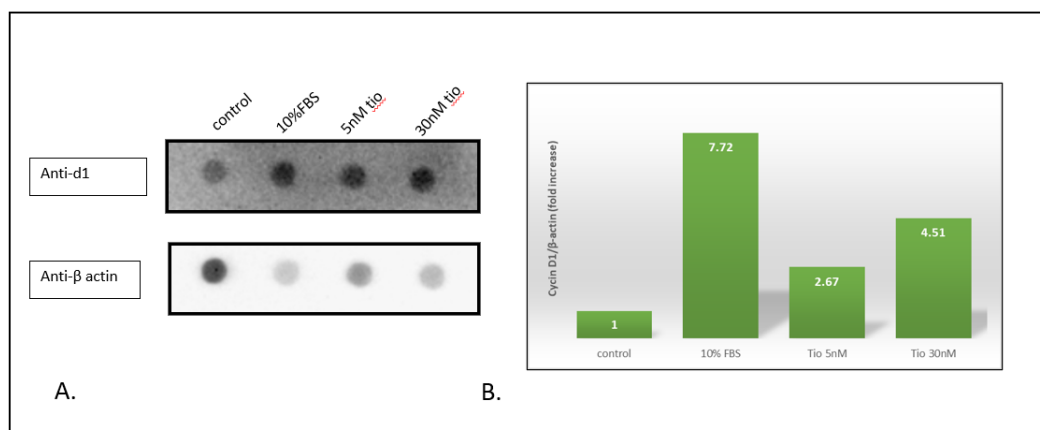 control
10%FBS
5nM tio
30nM tio
Anti-d1
Anti-β actin
A.
Cycin D1/β-actin (fold increase)
1
7.72
2.67
4.51
control
10% FBS
Tio 5nM
Tio 30nM
B.